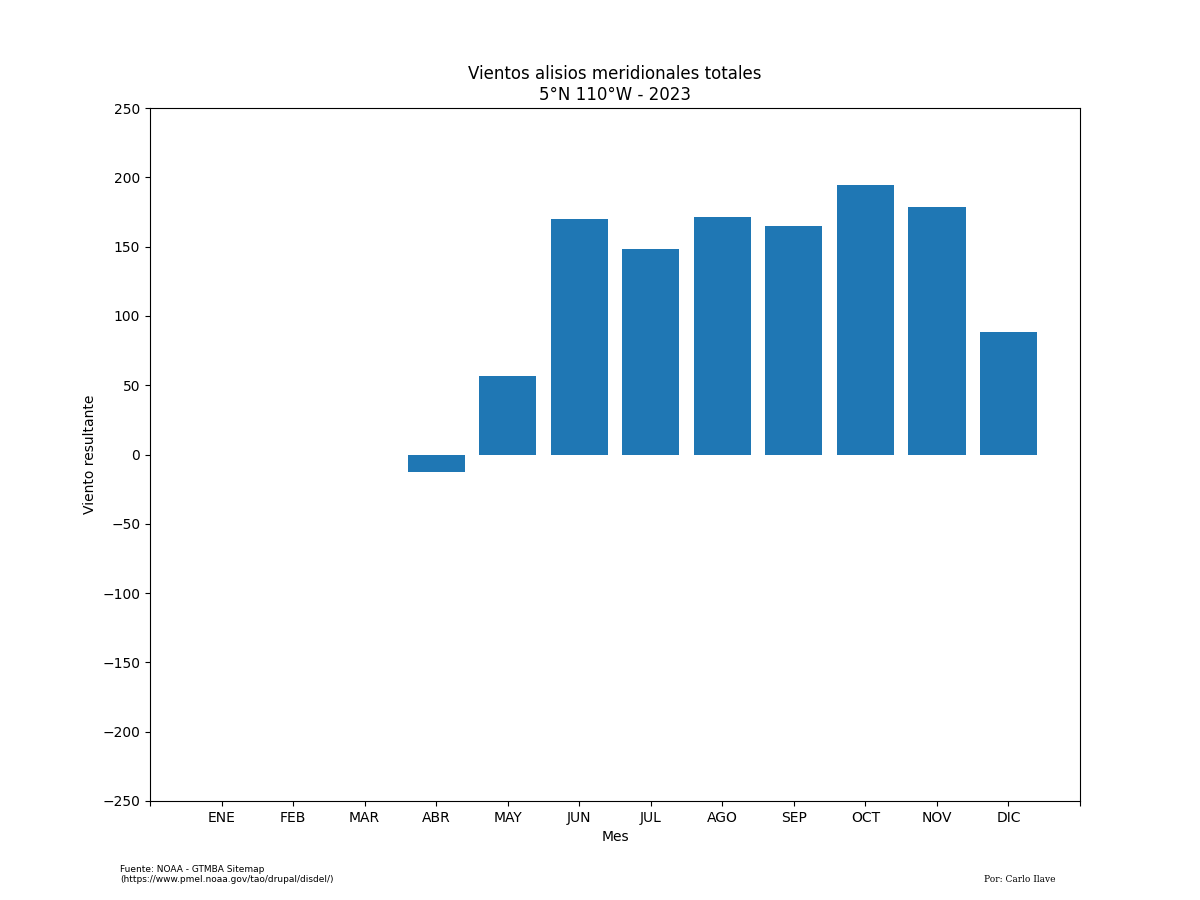 Vientos alisios meridionales totales
5°N 110°W - 2023
250
200
150
100
50
0
−50
−100
−150
−200
−250
Viento resultante
ENE FEB MAR ABR MAY JUN JUL AGO SEP OCT NOV DIC
Mes
Fuente: NOAA - GTMBA Sitemap
(https://www.pmel.noaa.gov/tao/drupal/disdel/)
Por: Carlo Ilave